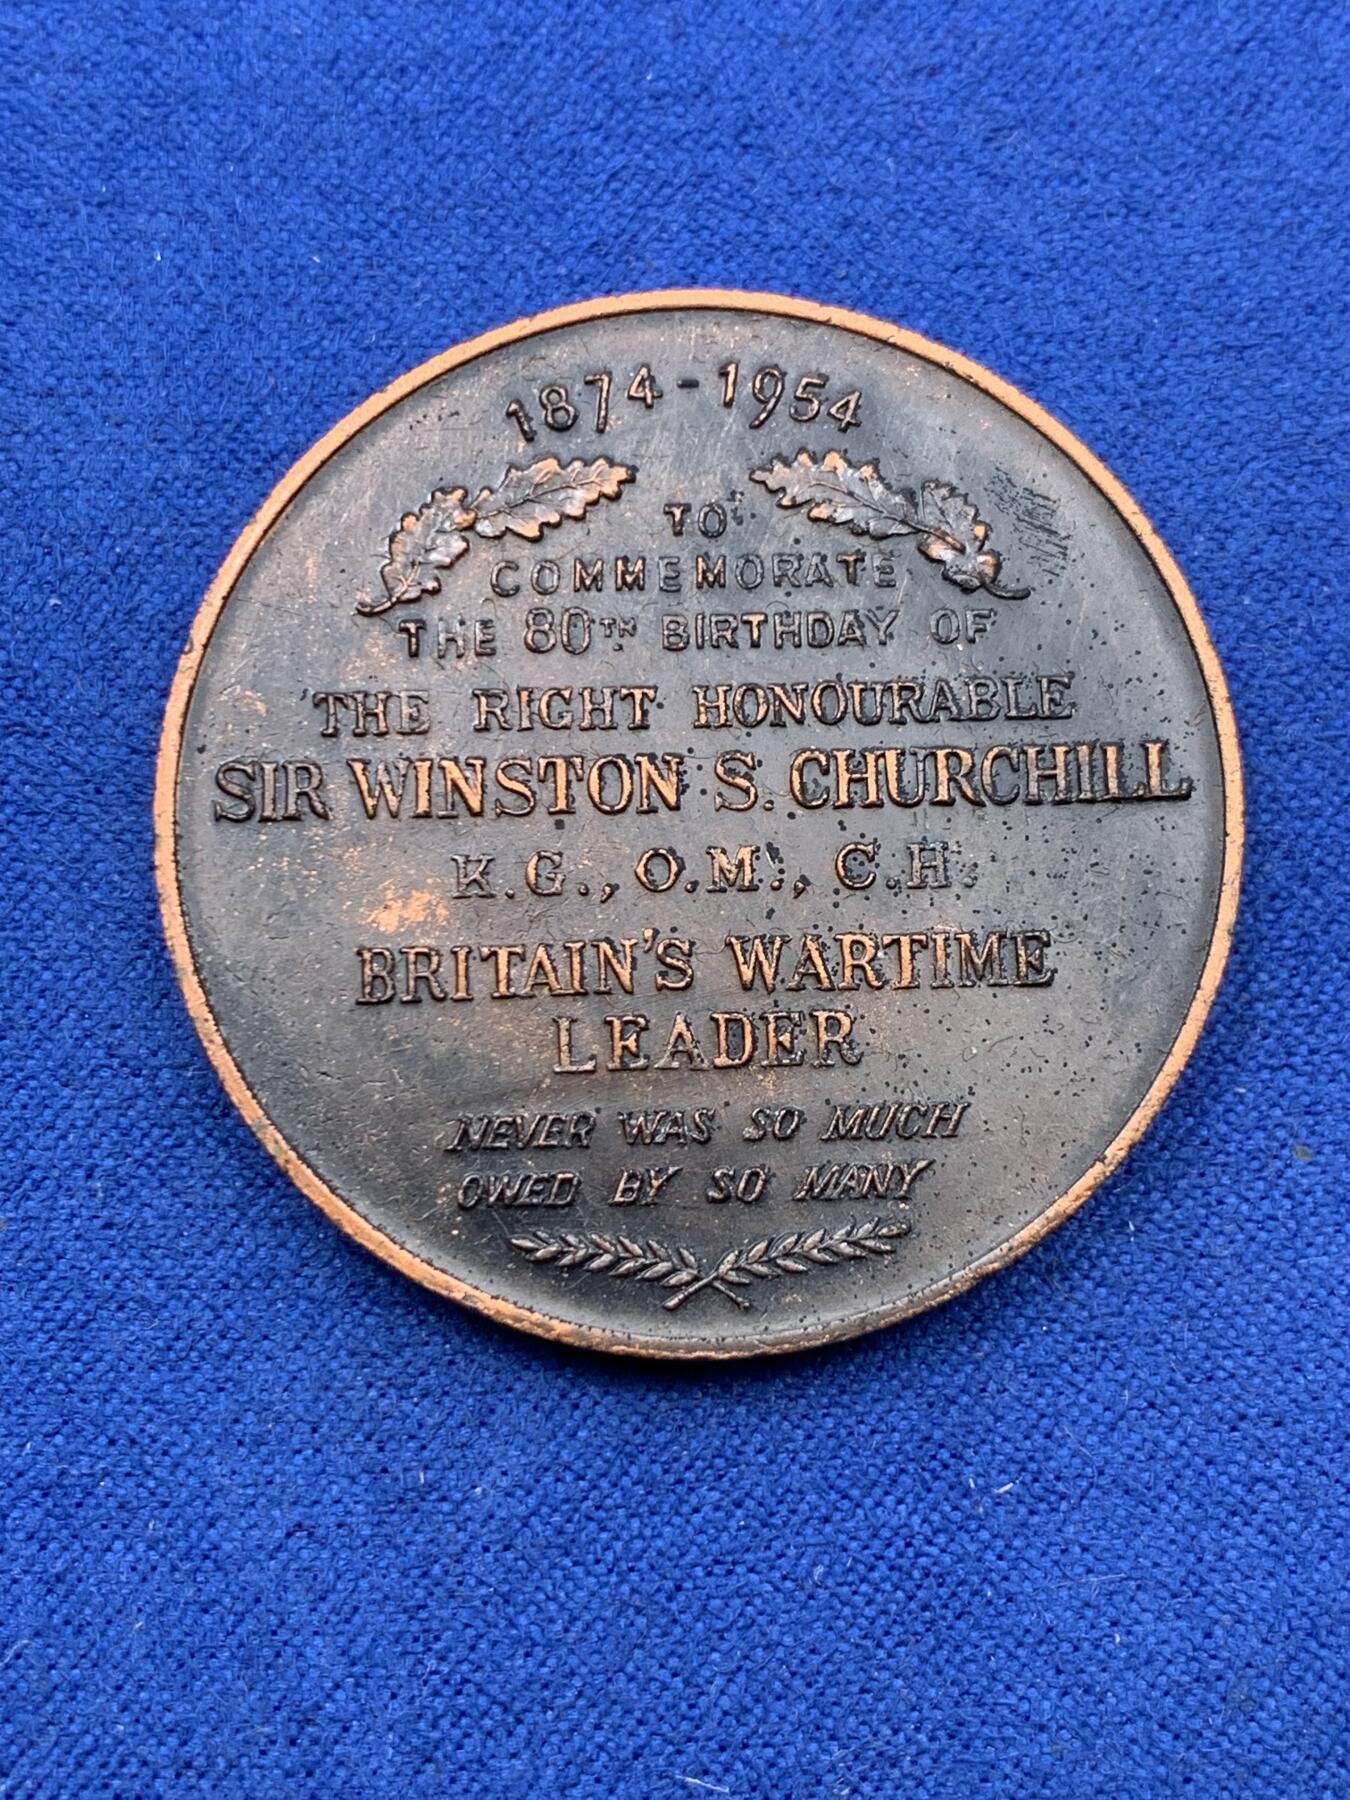 1874-1954
TO
COMMEMORATE
THE 80TH BIRTHDAY OF
THE RIGHT HONOURABLE
SIR WINSTON S. CHURCHILL
K.G., O.M., C.H.
BRITAIN'S WARTIME
LEADER
NEVER WAS SO MUCH
OWED BY SO MANY